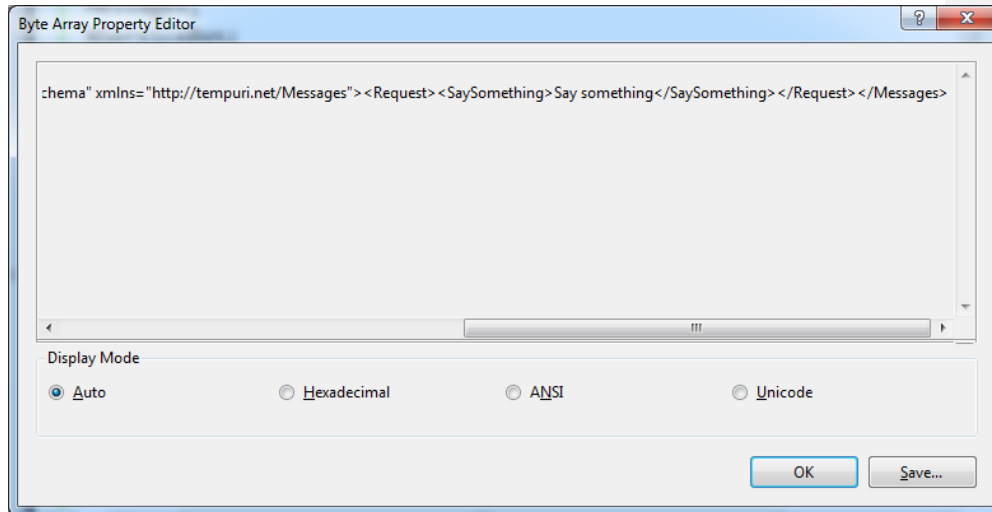 Byte Array Property Editor
chema" xmlns="http://tempuri.net/Messages"><Request><SaySomething>Say something</SaySomething></Request></Messages>
Display Mode
Auto Hexadecimal ANSI Unicode
OK Save...